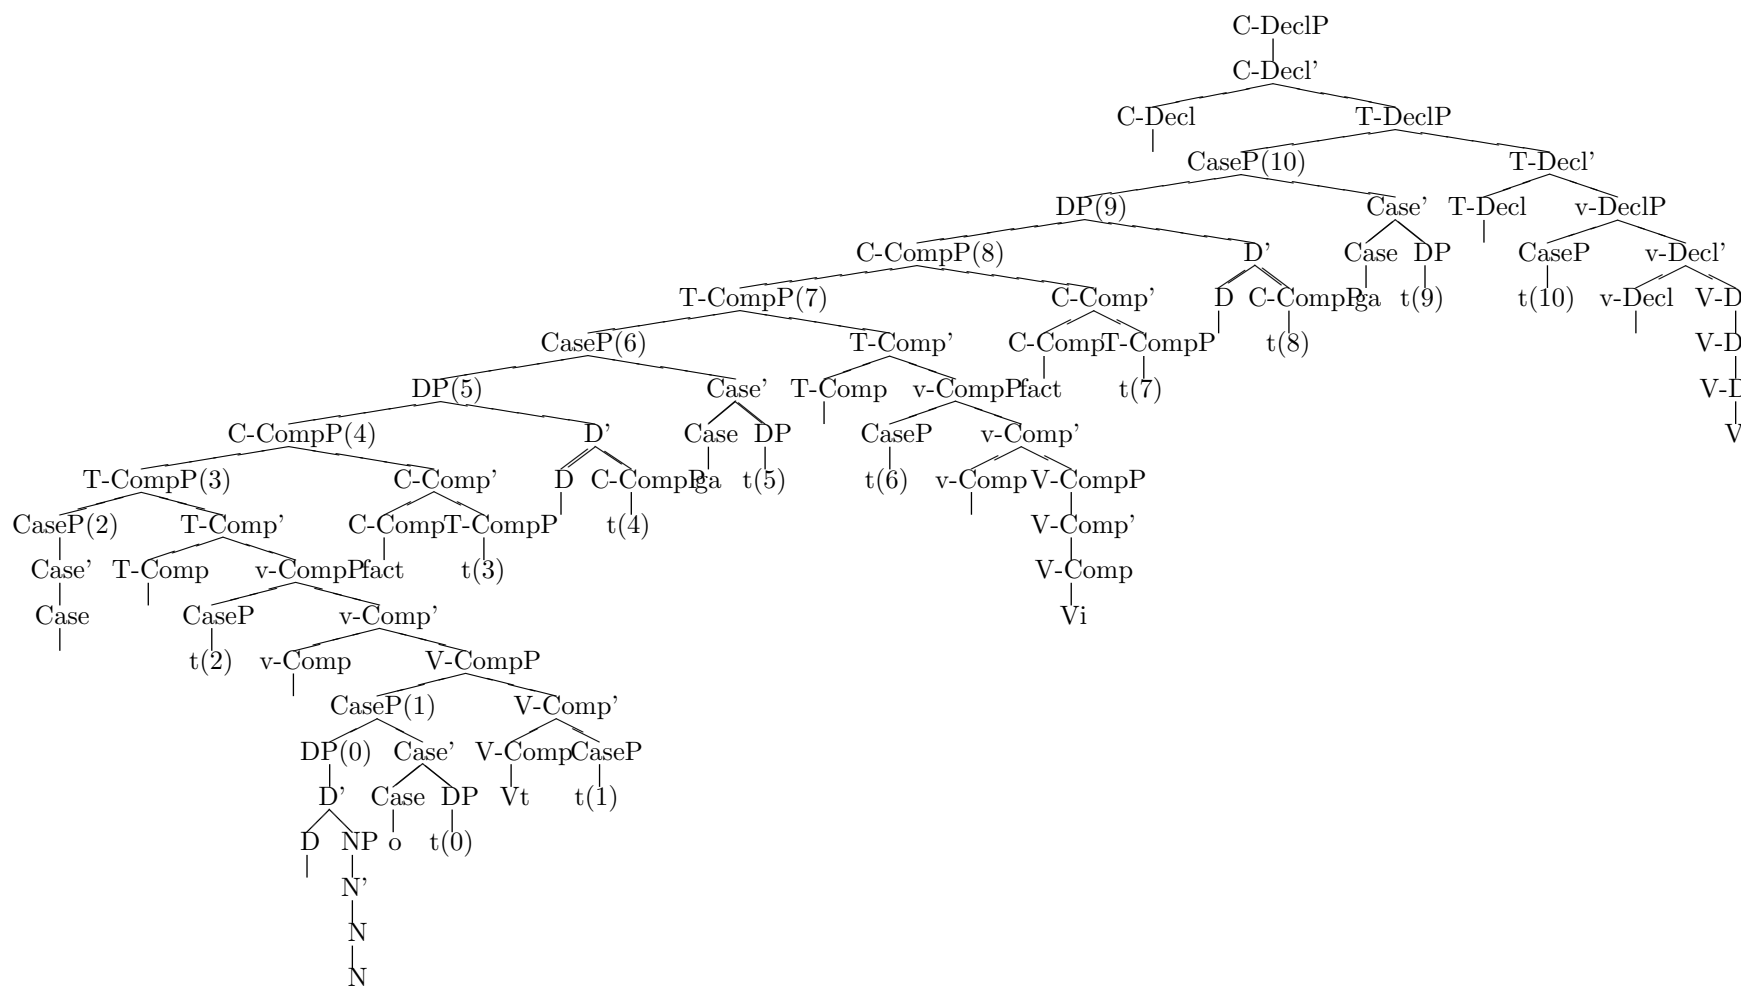 C-DeclP
C-Decl'
C-Decl T-DeclP
CaseP(10) T-Decl'
DP(9) Case' T-Decl v-DeclP
C-CompP(8) D' Case DP CaseP v-Decl'
T-CompP(7) C-Comp' D C-CompP ga t(9) t(10) v-Decl V-D
CaseP(6) T-Comp' C-Comp T-CompP t(8) V-D
DP(5) Case' T-Comp v-CompP fact t(7) V-D
C-CompP(4) D' Case DP CaseP v-Comp' V
T-CompP(3) C-Comp' D C-CompP ga t(5) t(6) v-Comp V-CompP
CaseP(2) T-Comp' C-Comp T-CompP t(4) V-Comp'
Case' T-Comp v-CompP fact t(3) V-Comp
Case CaseP v-Comp' Vi
t(2) v-Comp V-CompP
CaseP(1) V-Comp'
DP(0) Case' V-Comp CaseP
D' Case DP Vt t(1)
D NP o t(0)
N'
N
N